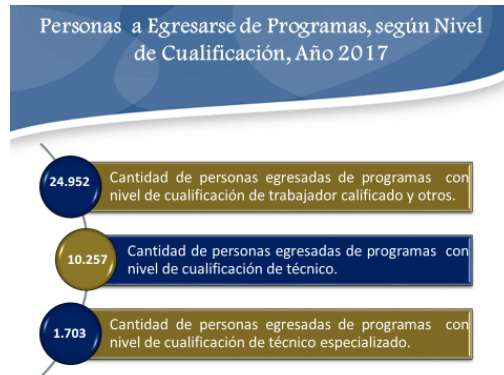 Personas a Egresarse de Programas, según Nivel
de Cualificación, Año 2017
24.952
Cantidad de personas egresadas de programas con
nivel de cualificación de trabajador calificado y otros.
10.257
Cantidad de personas egresadas de programas con
nivel de cualificación de técnico.
1.703
Cantidad de personas egresadas de programas con
nivel de cualificación de técnico especializado.